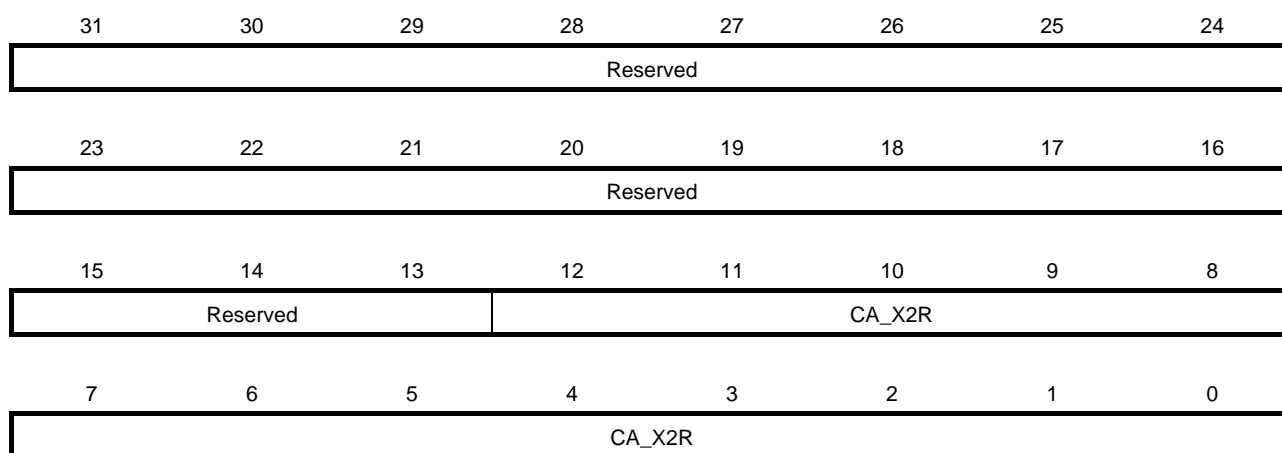 31 30 29 28 27 26 25 24
Reserved
23 22 21 20 19 18 17 16
Reserved
15 14 13 12 11 10 9 8
Reserved CA_X2R
7 6 5 4 3 2 1 0
CA_X2R